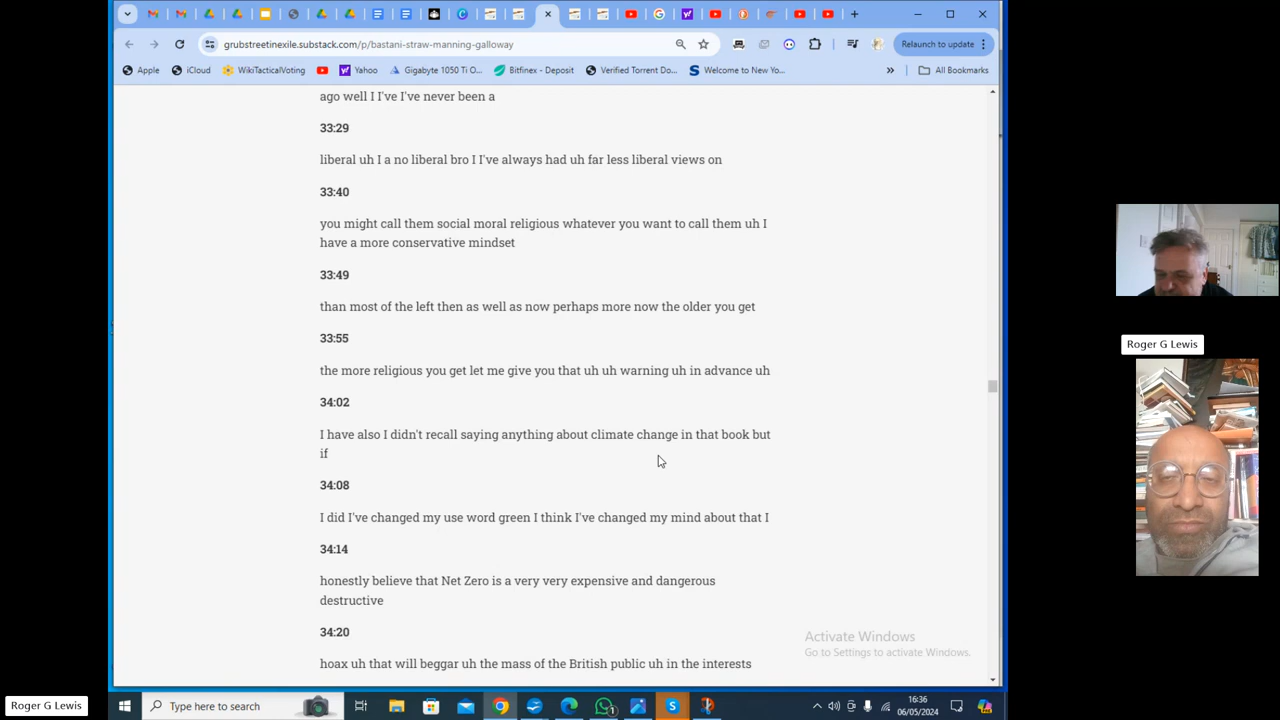 grubstreetinexile.substack.com/p/bastani-straw-manning-galloway
Relaunch to update
Apple
iCloud
WikiTacticalVoting
Yahoo
Gigabyte 1050 Ti O...
Bitfinex - Deposit
Verified Torrent Do...
Welcome to New Yo...
»
All Bookmarks
ago well I I've I've never been a
33:29
liberal uh I a no liberal bro I I've always had uh far less liberal views on
33:40
you might call them social moral religious whatever you want to call them uh I
have a more conservative mindset
33:49
than most of the left then as well as now perhaps more now the older you get
33:55
the more religious you get let me give you that uh uh warning uh in advance uh
34:02
I have also I didn't recall saying anything about climate change in that book but
if
34:08
I did I've changed my use word green I think I've changed my mind about that I
34:14
honestly believe that Net Zero is a very very expensive and dangerous
destructive
34:20
hoax uh that will beggar uh the mass of the British public uh in the interests
Activate Windows
Go to Settings to activate Windows.
Roger G Lewis
Roger G Lewis
Type here to search
16:36
06/05/2024